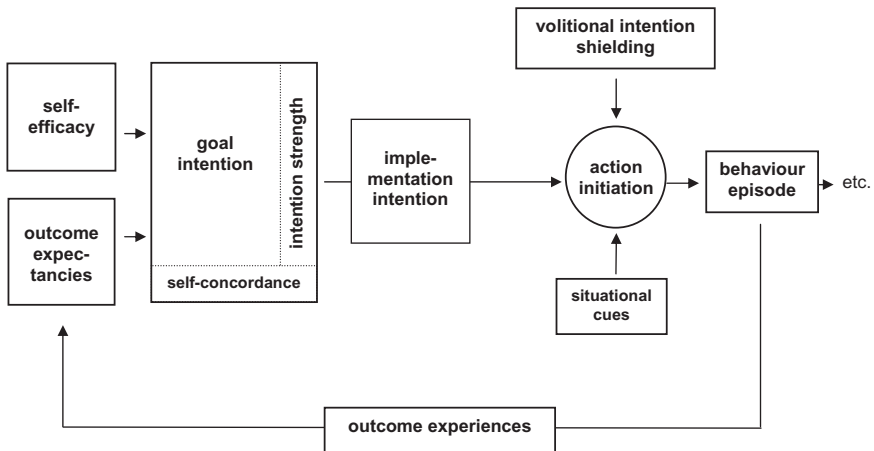 volitional intention
shielding
self-
efficacy
goal
intention
intention strength
imple-
mentation
intention
action
initiation
behaviour
episode
etc.
outcome
expec-
tancies
self-concordance
situational
cues
outcome experiences